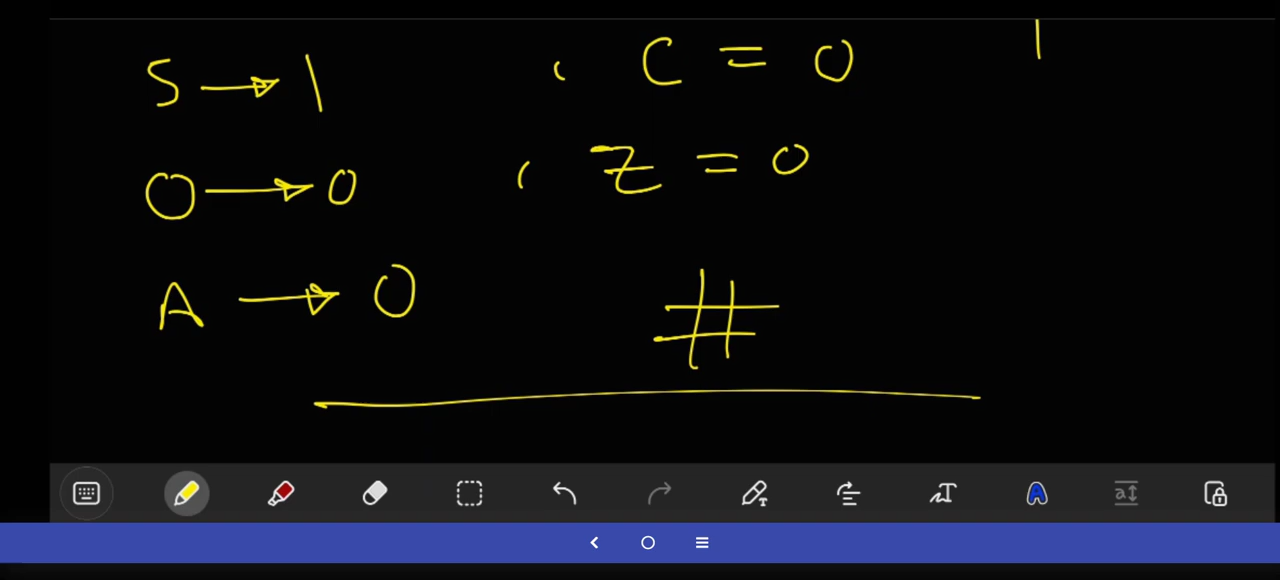 S → 1 , C = 0
O → 0 , Z = 0
A → 0
#